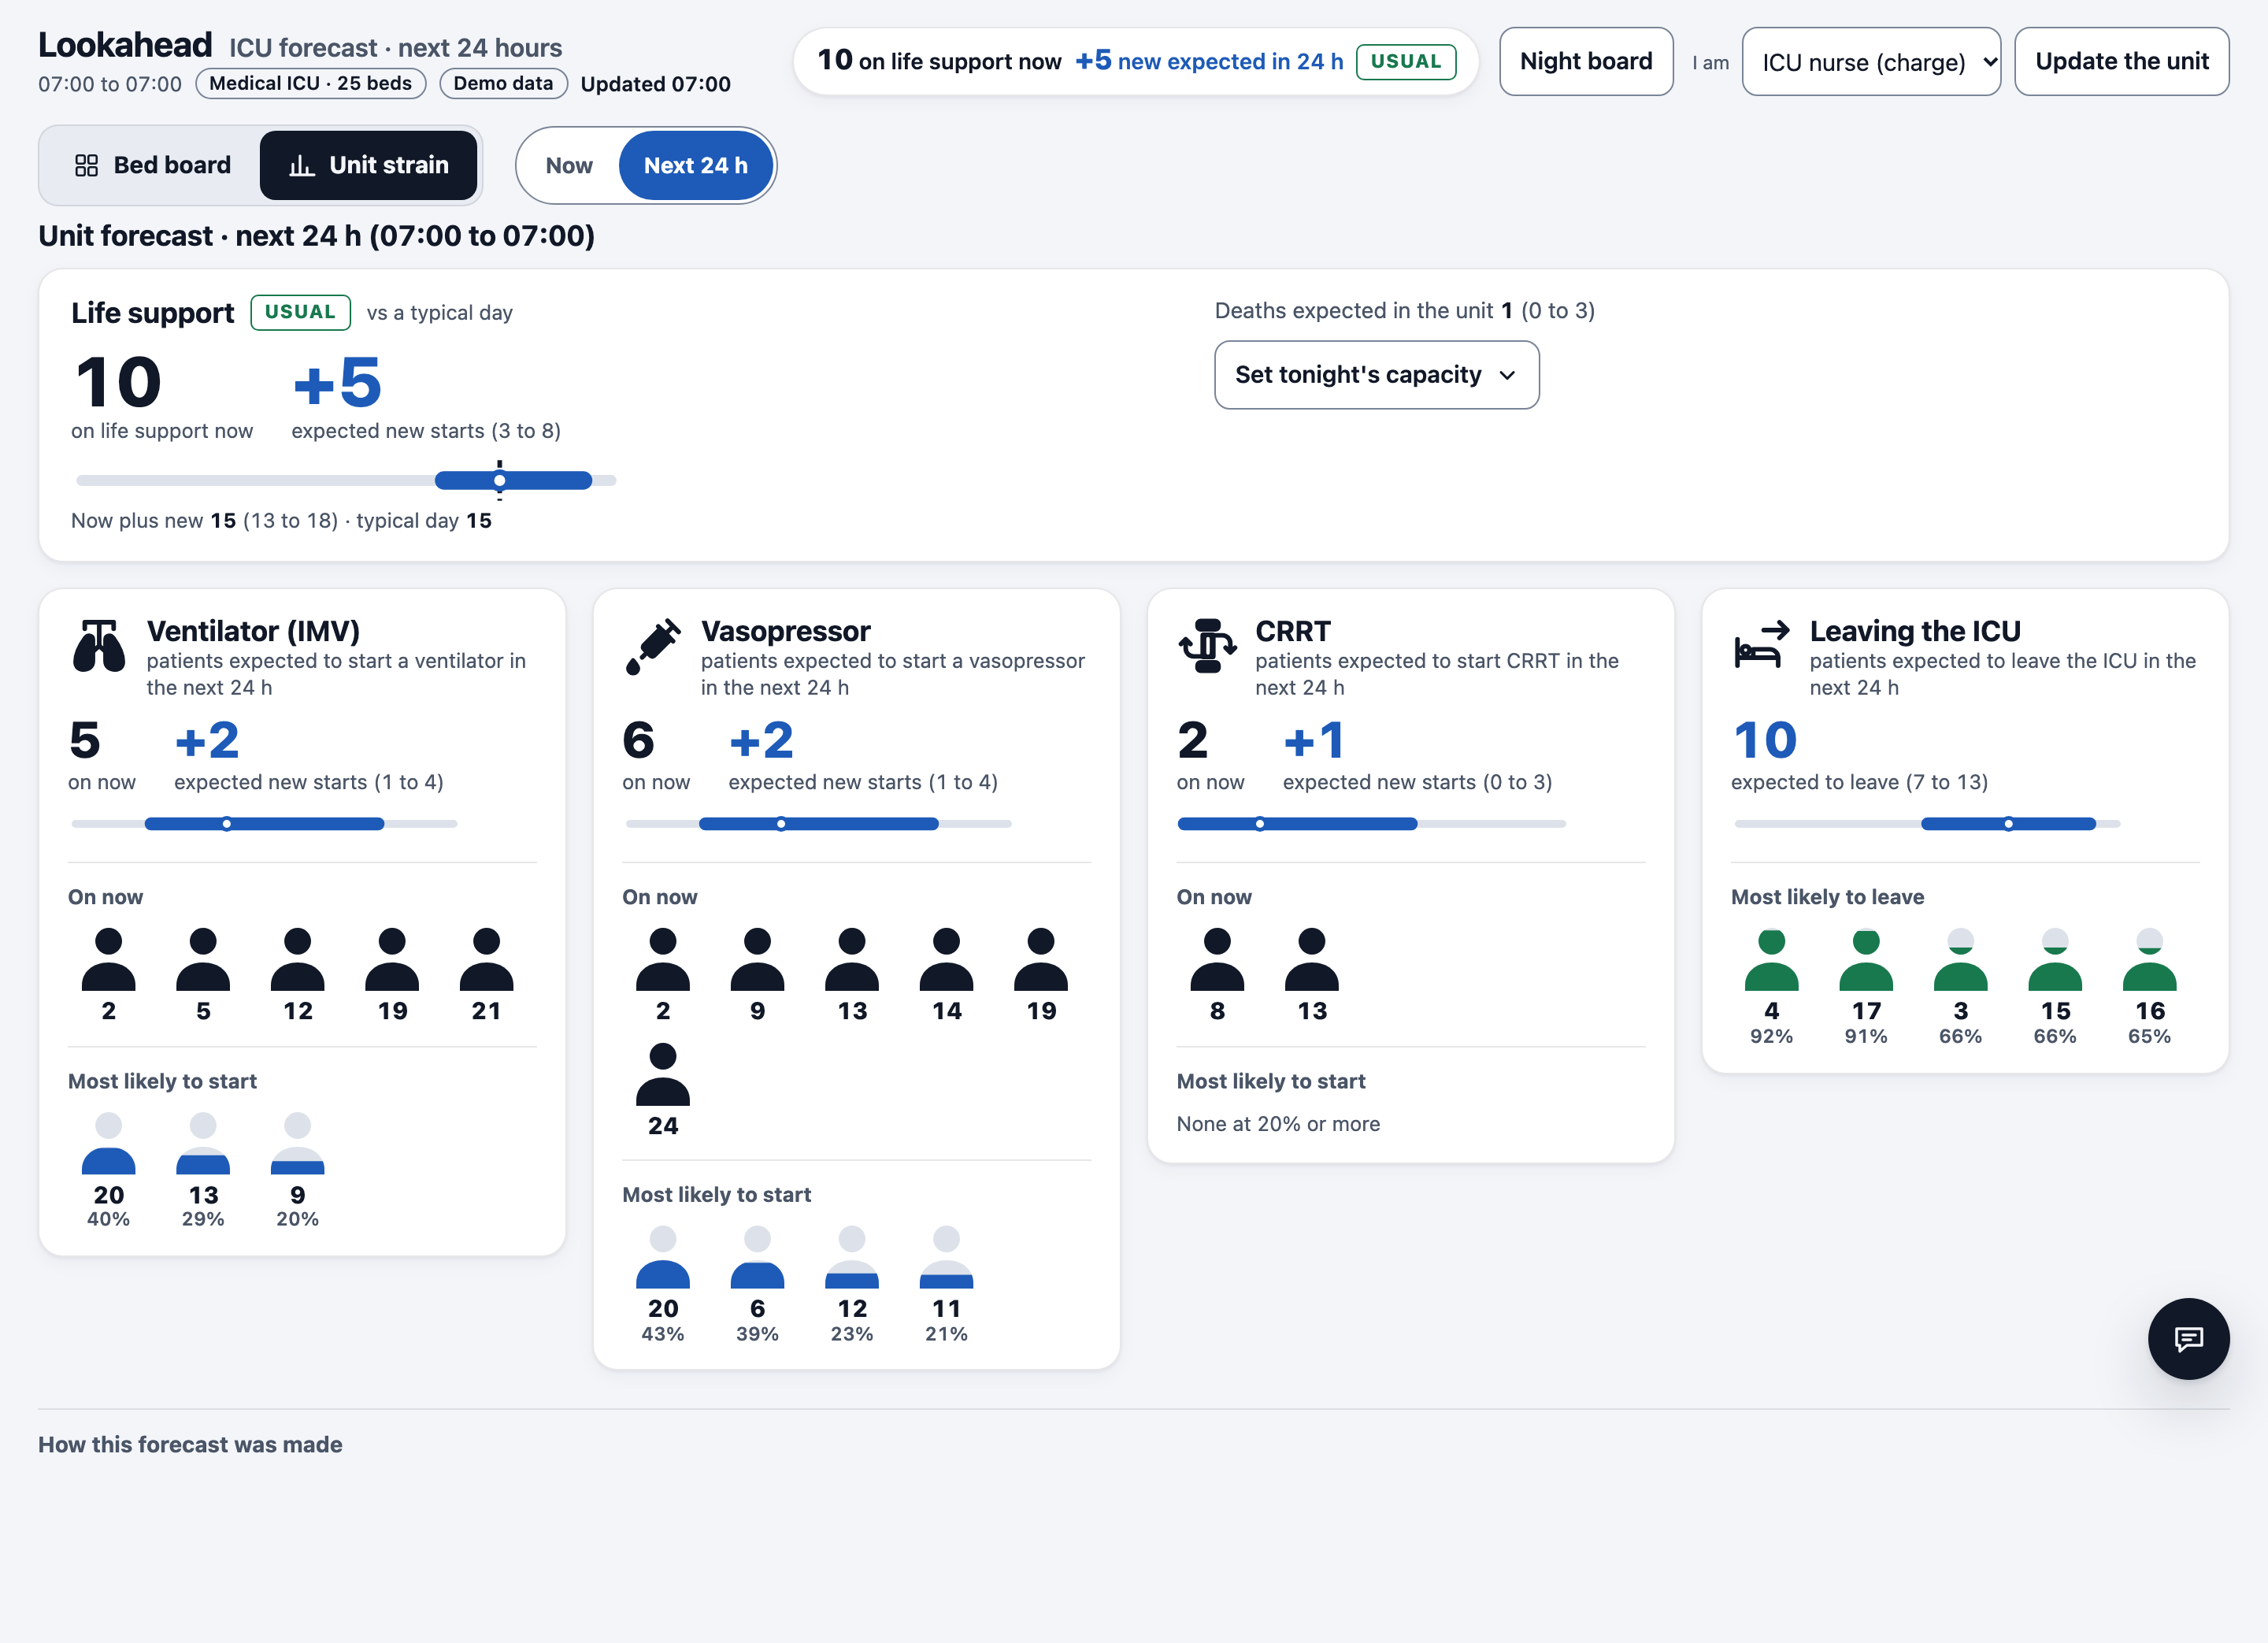 Lookahead ICU forecast · next 24 hours
07:00 to 07:00 Medical ICU · 25 beds Demo data Updated 07:00
10 on life support now +5 new expected in 24 h USUAL
Night board
I am ICU nurse (charge)
Update the unit
Bed board Unit strain Now Next 24 h
Unit forecast · next 24 h (07:00 to 07:00)
Life support USUAL vs a typical day
10 +5
on life support now expected new starts (3 to 8)
Now plus new 15 (13 to 18) · typical day 15
Deaths expected in the unit 1 (0 to 3)
Set tonight's capacity
Ventilator (IMV)
patients expected to start a ventilator in
the next 24 h
5 +2
on now expected new starts (1 to 4)
On now
2 5 12 19 21
Most likely to start
20 13 9
40% 29% 20%
Vasopressor
patients expected to start a vasopressor
in the next 24 h
6 +2
on now expected new starts (1 to 4)
On now
2 9 13 14 19
24
Most likely to start
20 6 12 11
43% 39% 23% 21%
CRRT
patients expected to start CRRT in the
next 24 h
2 +1
on now expected new starts (0 to 3)
On now
8 13
Most likely to start
None at 20% or more
Leaving the ICU
patients expected to leave the ICU in the
next 24 h
10
expected to leave (7 to 13)
Most likely to leave
4 17 3 15 16
92% 91% 66% 66% 65%
How this forecast was made